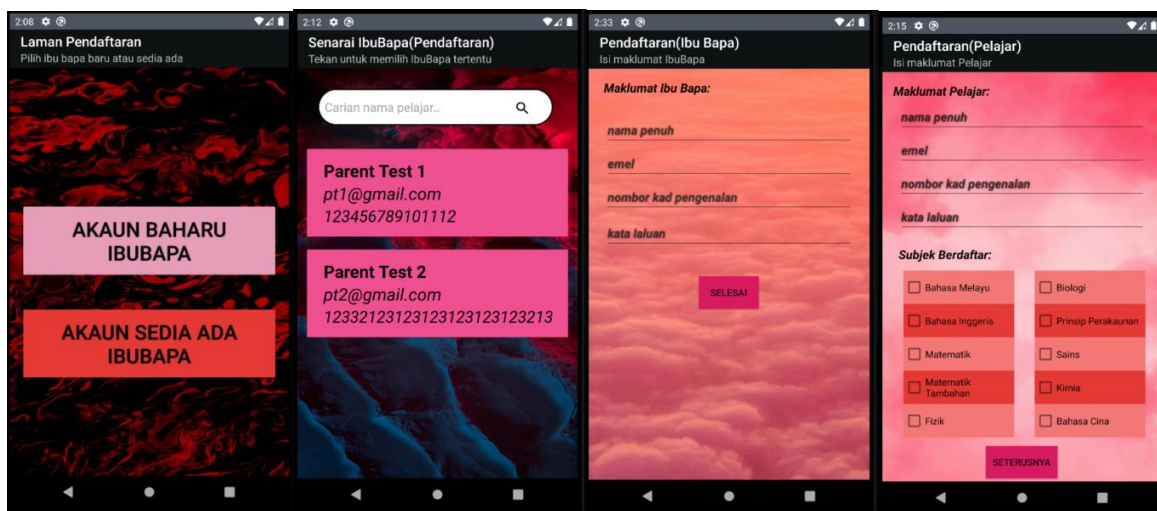 2:08
Laman Pendaftaran
Pilih ibu bapa baru atau sedia ada
AKAUN BAHARU
IBUBAPA
AKAUN SEDIA ADA
IBUBAPA
2:12
Senarai IbuBapa(Pendaftaran)
Tekan untuk memilih IbuBapa tertentu
Carian nama pelajar...
Parent Test 1
pt1@gmail.com
123456789101112
Parent Test 2
pt2@gmail.com
12332123123123123123123213
2:33
Pendaftaran(Ibu Bapa)
Isi maklumat IbuBapa
Maklumat Ibu Bapa:
nama penuh
emel
nombor kad pengenalan
kata laluan
SELESAI
2:15
Pendaftaran(Pelajar)
Isi maklumat Pelajar
Maklumat Pelajar:
nama penuh
emel
nombor kad pengenalan
kata laluan
Subjek Berdaftar:
Bahasa Melayu
Biologi
Bahasa Inggeris
Prinsip Perakaunan
Matematik
Sains
Matematik
Tambahan
Kimia
Fizik
Bahasa Cina
SETERUSNYA